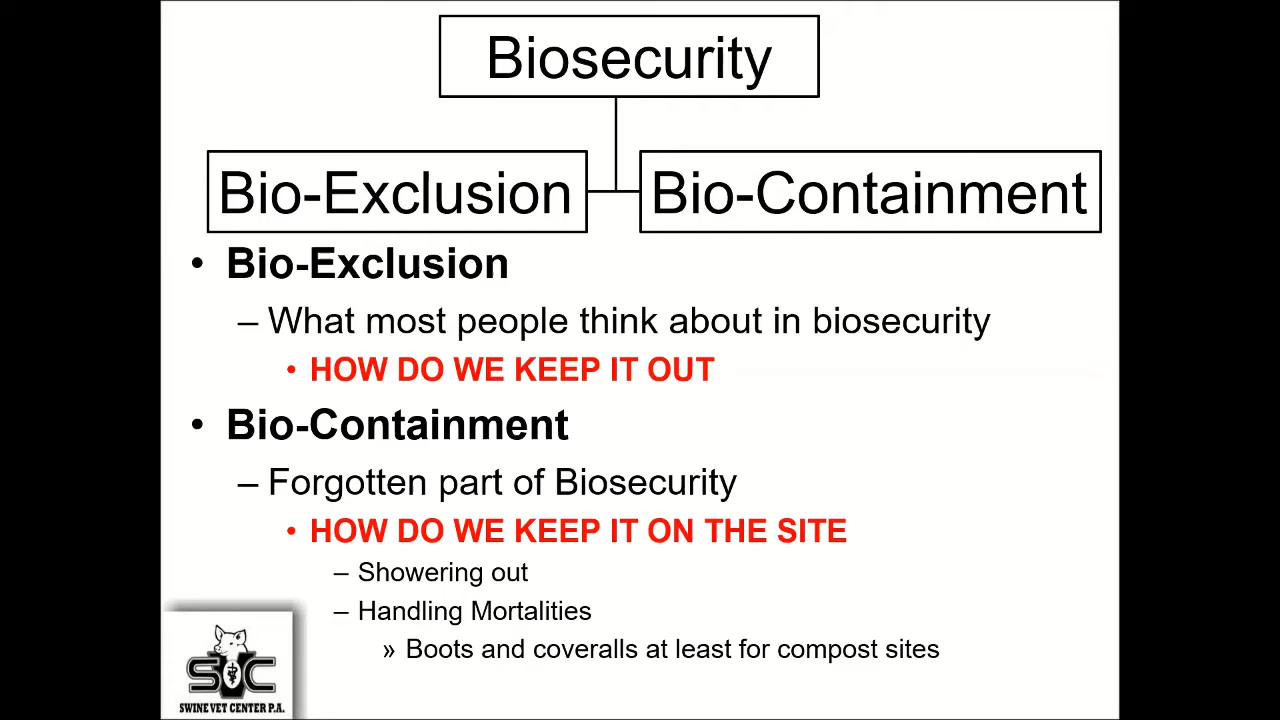 Biosecurity
Bio-Exclusion
Bio-Containment
• Bio-Exclusion
– What most people think about in biosecurity
• HOW DO WE KEEP IT OUT
• Bio-Containment
– Forgotten part of Biosecurity
• HOW DO WE KEEP IT ON THE SITE
– Showering out
– Handling Mortalities
» Boots and coveralls at least for compost sites
SVC
SWINE VET CENTER P.A.